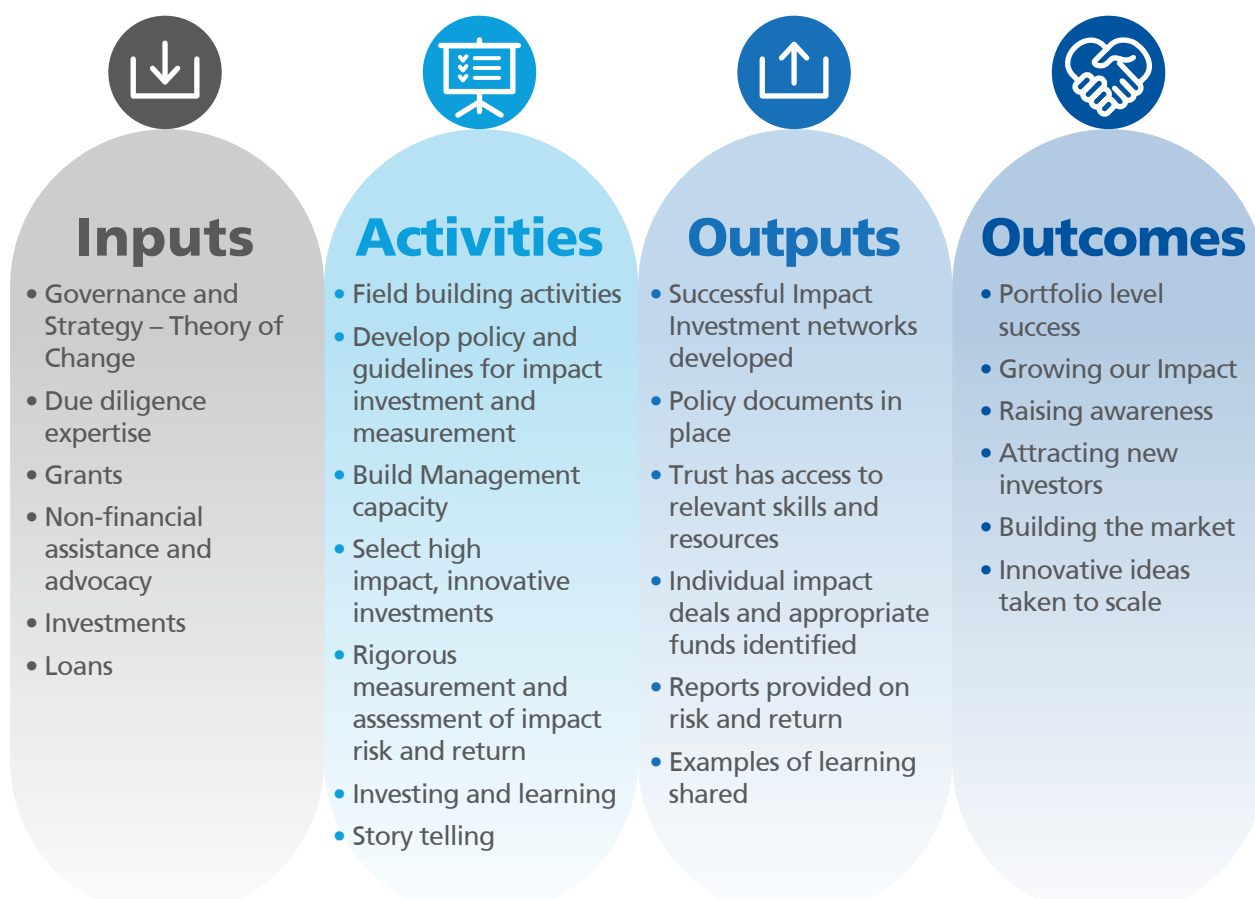 Inputs
• Governance and
Strategy – Theory of
Change
• Due diligence
expertise
• Grants
• Non-financial
assistance and
advocacy
• Investments
• Loans
Activities
• Field building activities
• Develop policy and
guidelines for impact
investment and
measurement
• Build Management
capacity
• Select high
impact, innovative
investments
• Rigorous
measurement and
assessment of impact
risk and return
• Investing and learning
• Story telling
Outputs
• Successful Impact
Investment networks
developed
• Policy documents in
place
• Trust has access to
relevant skills and
resources
• Individual impact
deals and appropriate
funds identified
• Reports provided on
risk and return
• Examples of learning
shared
Outcomes
• Portfolio level
success
• Growing our Impact
• Raising awareness
• Attracting new
investors
• Building the market
• Innovative ideas
taken to scale